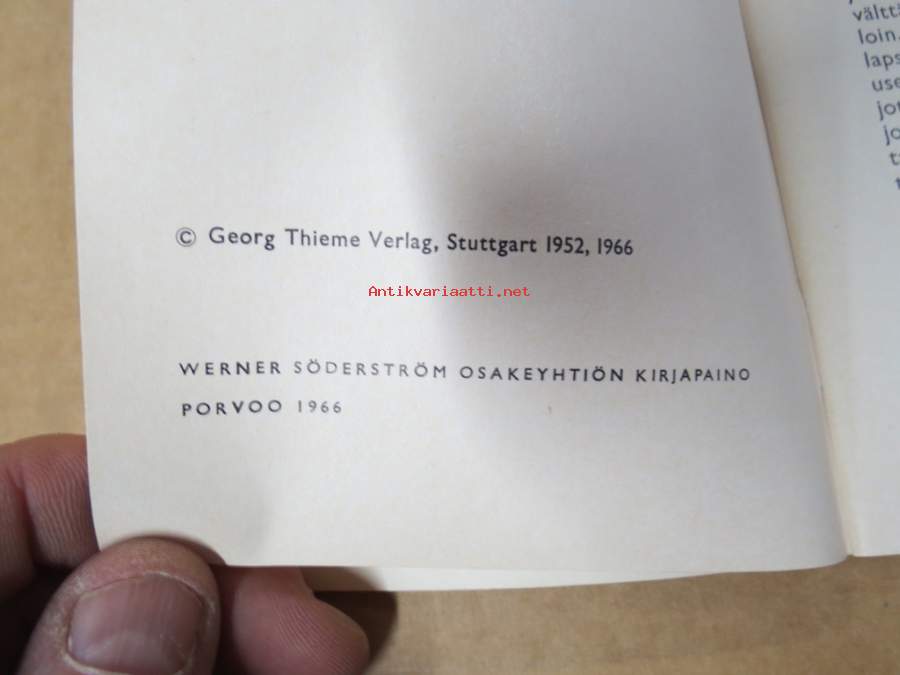 © Georg Thieme Verlag, Stuttgart 1952, 1966
Antikvariaatti.net
WERNER SÖDERSTRÖM OSAKEYHTIÖN KIRJAPAINO
PORVOO 1966
loin.